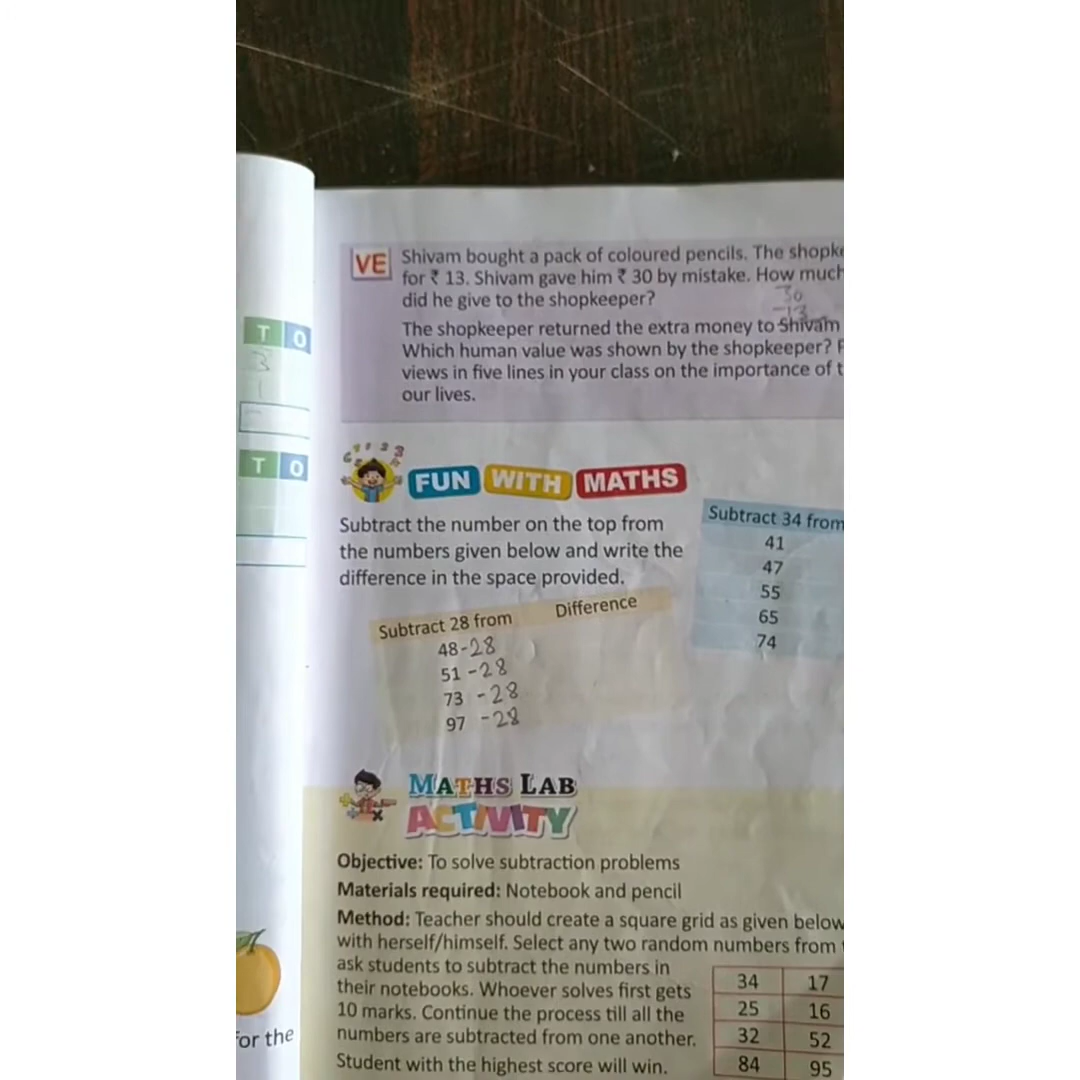 VE
Shivam bought a pack of coloured pencils. The
for ₹ 13. Shivam gave him ₹ 30 by mistake. How much
did he give to the shopkeeper?
30
-13
The shopkeeper returned the extra money to Shivam
Which human value was shown by the shopkeeper?
views in five lines in your class on the importance of
our lives.
T O
3
1
T O
FUN WITH MATHS
Subtract the number on the top from
the numbers given below and write the
difference in the space provided.
Subtract 28 from Difference
48-28
51-28
73 -28
97 -28
Subtract 34 from
41
47
55
65
74
MATHS LAB
ACTIVITY
Objective: To solve subtraction problems
Materials required: Notebook and pencil
Method: Teacher should create a square grid as given below
with herself/himself. Select any two random numbers from
ask students to subtract the numbers in
their notebooks. Whoever solves first gets
10 marks. Continue the process till all the
numbers are subtracted from one another.
Student with the highest score will win.
34 17
25 16
32 52
84 95
for the